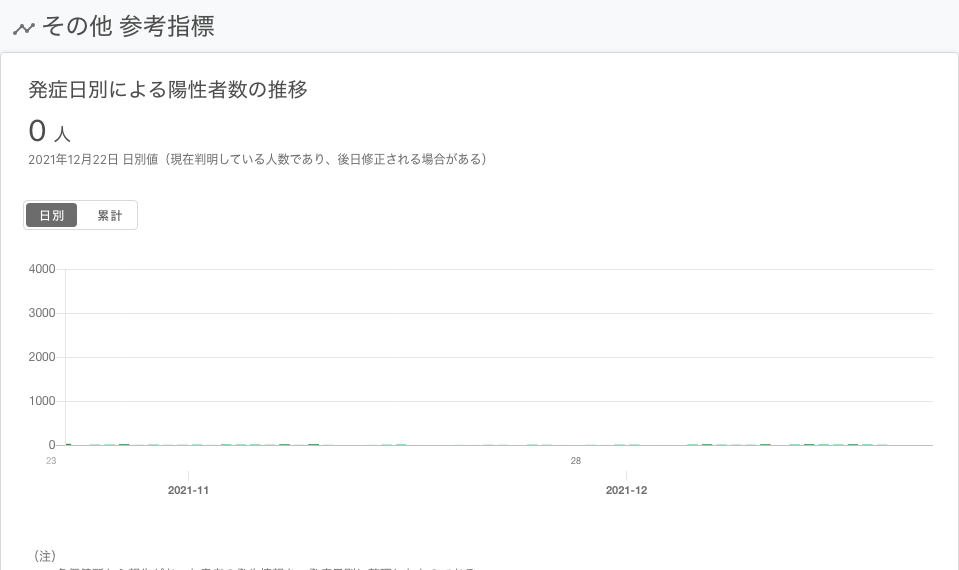 その他 参考指標
発症日別による陽性者数の推移
0 人
2021年12月22日 日別値（現在判明している人数であり、後日修正される場合がある）
日別 累計
4000
3000
2000
1000
0
23 28
2021-11 2021-12
（注）